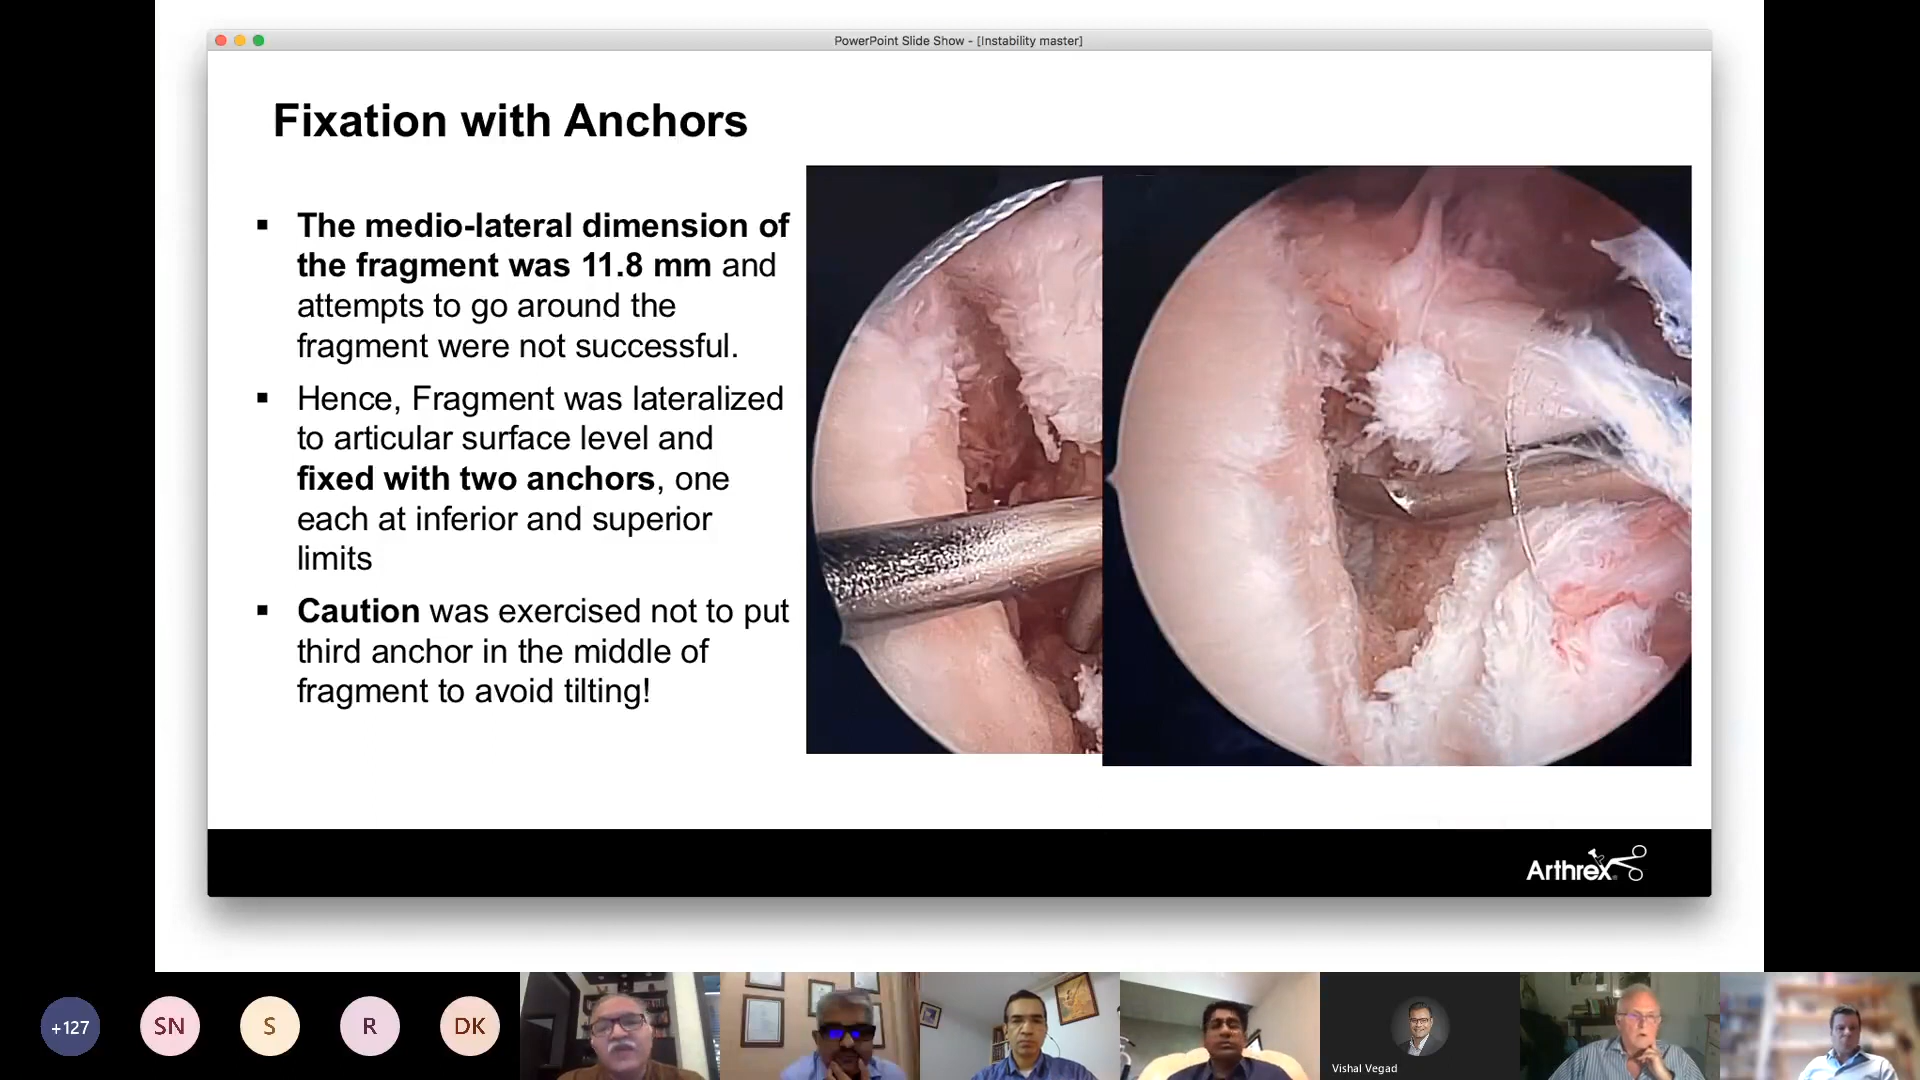 PowerPoint Slide Show - [Instability master]
Fixation with Anchors
▪ The medio-lateral dimension of
the fragment was 11.8 mm and
attempts to go around the
fragment were not successful.
▪ Hence, Fragment was lateralized
to articular surface level and
fixed with two anchors, one
each at inferior and superior
limits
▪ Caution was exercised not to put
third anchor in the middle of
fragment to avoid tilting!
Arthrex
+127
SN
S
R
DK
Vishal Vegad